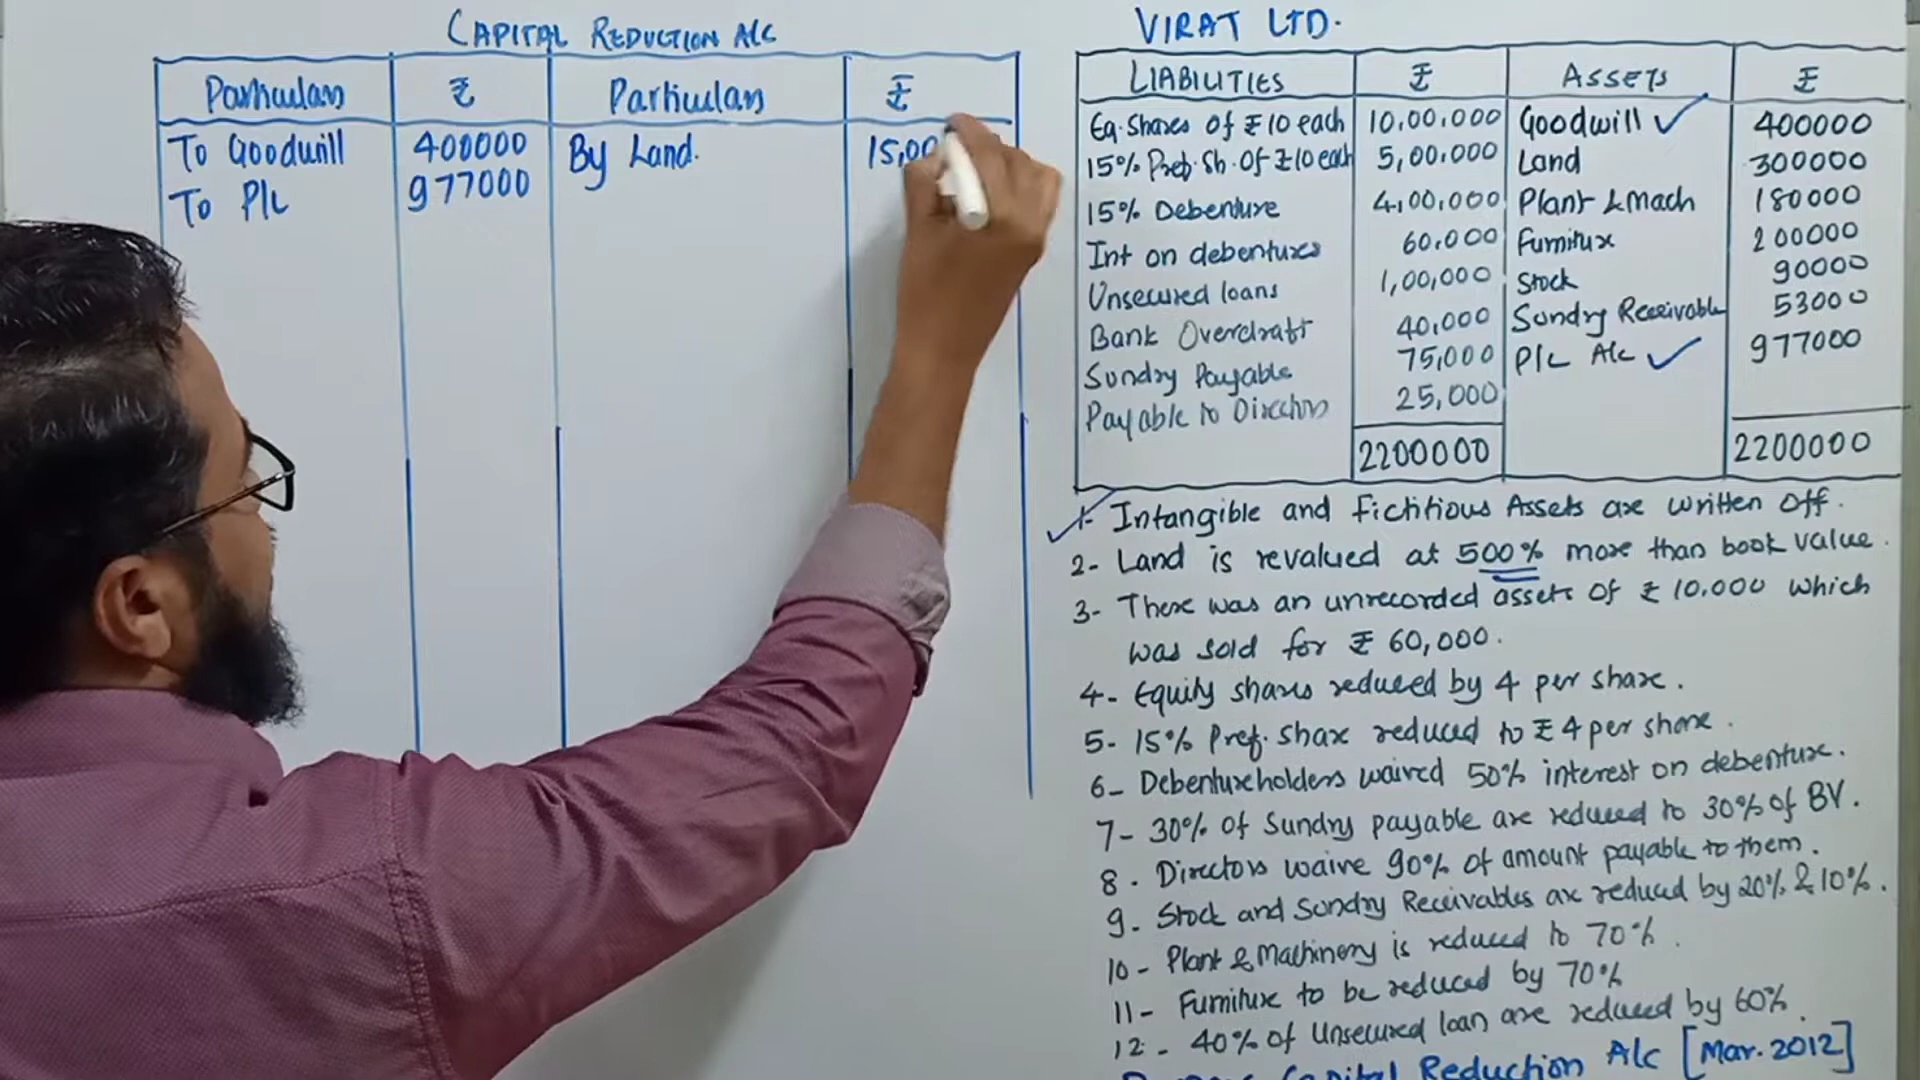 CAPITAL REDUCTION A/c
Particulars ₹ Particulars ₹
To Goodwill 400000 By Land. 15,00
To P/L 977000
VIRAT LTD.
LIABILITIES ₹ ASSETS ₹
Eq. Shares of ₹10 each 10,00,000 Goodwill ✓ 400000
15% Pref. Sh. Of ₹10 each 5,00,000 Land 300000
15% Debenture 4,00,000 Plant & Mach 180000
Int on debentures 60,000 Furniture 200000
Unsecured loans 1,00,000 Stock 90000
Bank Overdraft 40,000 Sundry Receivable 53000
Sundry Payable 75,000 P/L A/c ✓ 977000
Payable to Directors 25,000
2200000 2200000
✓ 1- Intangible and fichitious Assets are written off.
2- Land is revalued at 500% more than book value.
3- There was an unrecorded assets of ₹ 10,000 which
was sold for ₹ 60,000.
4- Equity shares reduced by 4 per share.
5- 15% Pref. share reduced to ₹ 4 per share.
6- Debentureholders waived 50% interest on debenture.
7- 30% of Sundry payable are reduced to 30% of BV.
8. Directors waive 90% of amount payable to them.
9. Stock and Sundry Receivables are reduced by 20% & 10%.
10- Plant & Machinery is reduced to 70%.
11- Furniture to be reduced by 70%
12- 40% of Unsecured loan are reduced by 60%.
Capital Reduction A/c [Mar. 2012]